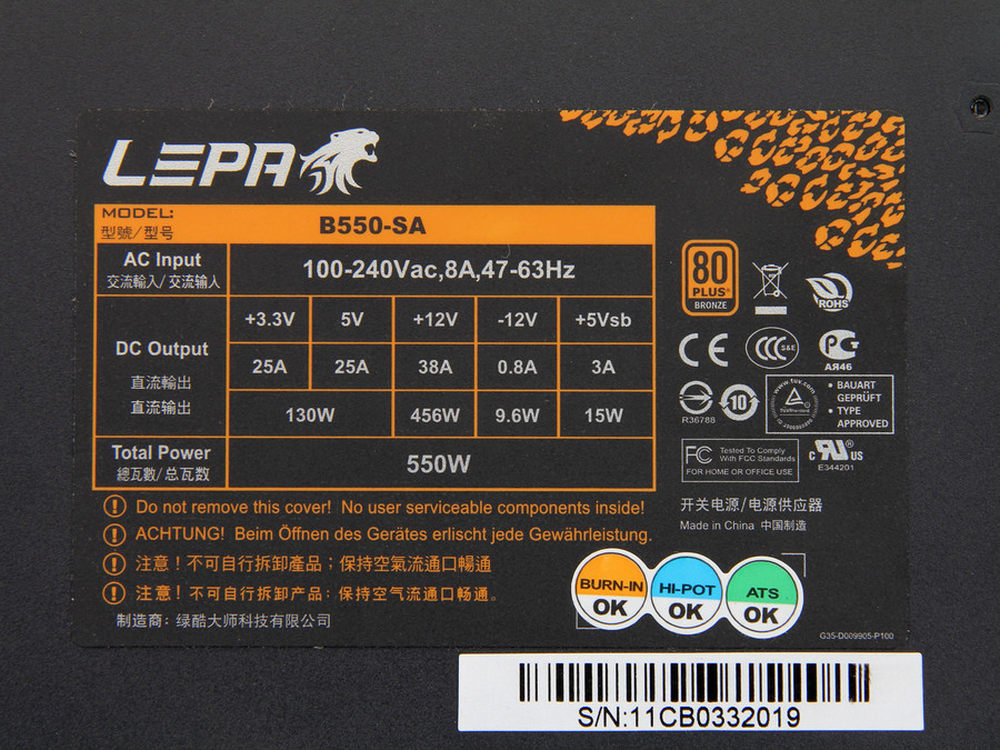 LEPA
MODEL:
型號/型号
B550-SA
AC Input
交流輸入/交流输入
100-240Vac,8A,47-63Hz
DC Output
直流輸出
直流输出
+3.3V 5V +12V -12V +5Vsb
25A 25A 38A 0.8A 3A
130W 456W 9.6W 15W
Total Power
總瓦數/总瓦数
550W
Do not remove this cover! No user serviceable components inside!
ACHTUNG! Beim Öffnen des Gerätes erlischt jede Gewährleistung.
注意！不可自行拆卸產品；保持空氣流通口暢通
注意！不可自行拆卸产品；保持空气流通口畅通。
制造商: 绿酷大师科技有限公司
80
PLUS®
BRONZE
ROHS
CE
CCC S&E
PCT
АЯ46
R36788
10
www.tuv.com
TUVRheinland
• BAUART
GEPRÜFT
• TYPE
APPROVED
FC Tested To Comply
With FCC Standards
FOR HOME OR OFFICE USE
c RU® US
E344201
开关电源/电源供应器
Made in China 中国制造
BURN-IN
OK
HI-POT
OK
ATS
OK
G35-D009905-P100
S/N:11CB0332019